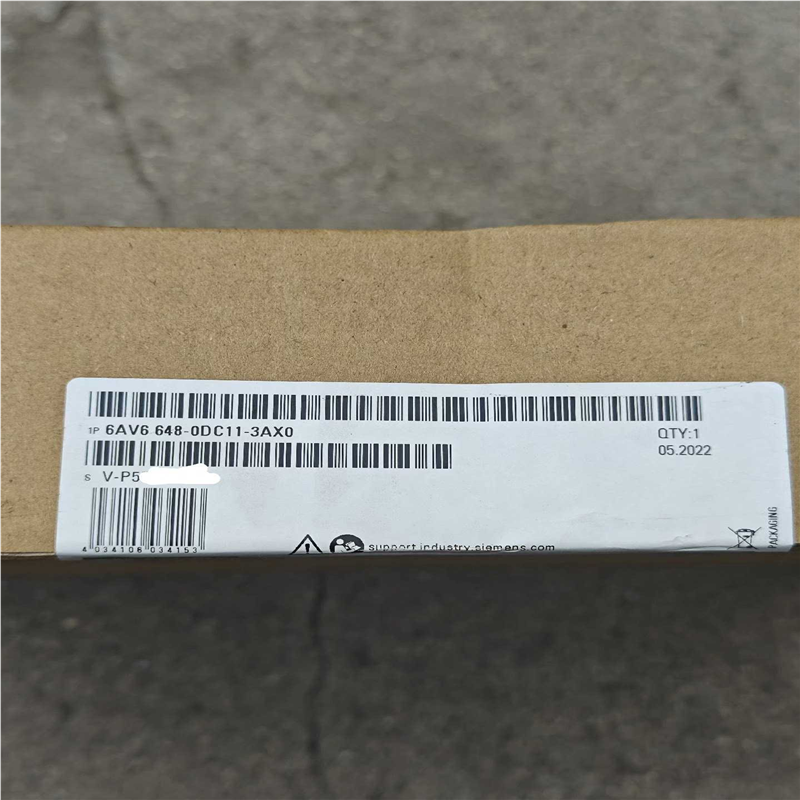 1P 6AV6 648-0DC11-3AX0
QTY:1
05.2022
S V-P5
4 034106 034153
support.industry.siemens.com
PACKAGING